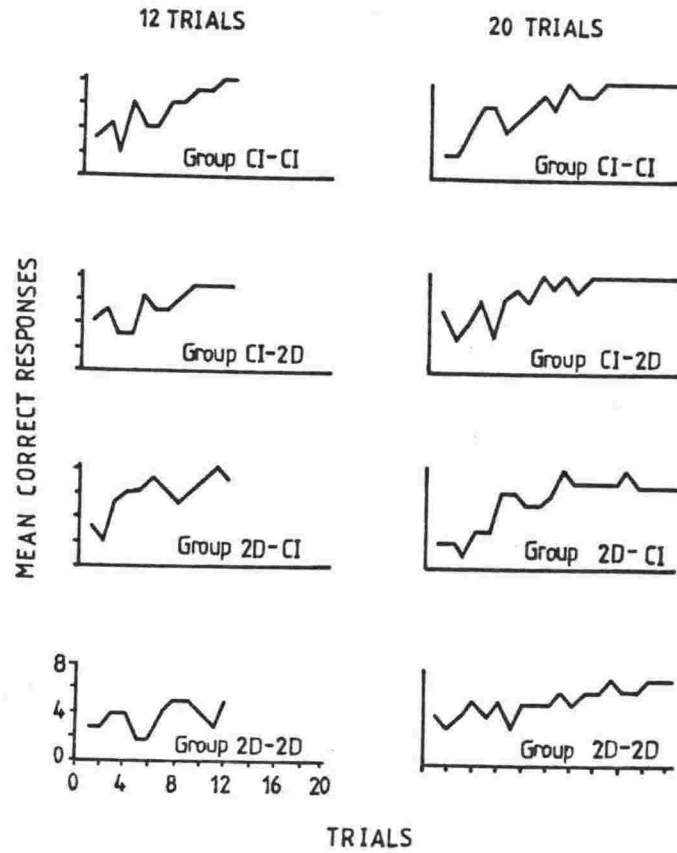 12 TRIALS
20 TRIALS
Group CI-CI
Group CI-CI
MEAN CORRECT RESPONSES
Group CI-2D
Group CI-2D
Group 2D-CI
Group 2D-CI
8
4
0
Group 2D-2D
Group 2D-2D
0 4 8 12 16 20
TRIALS